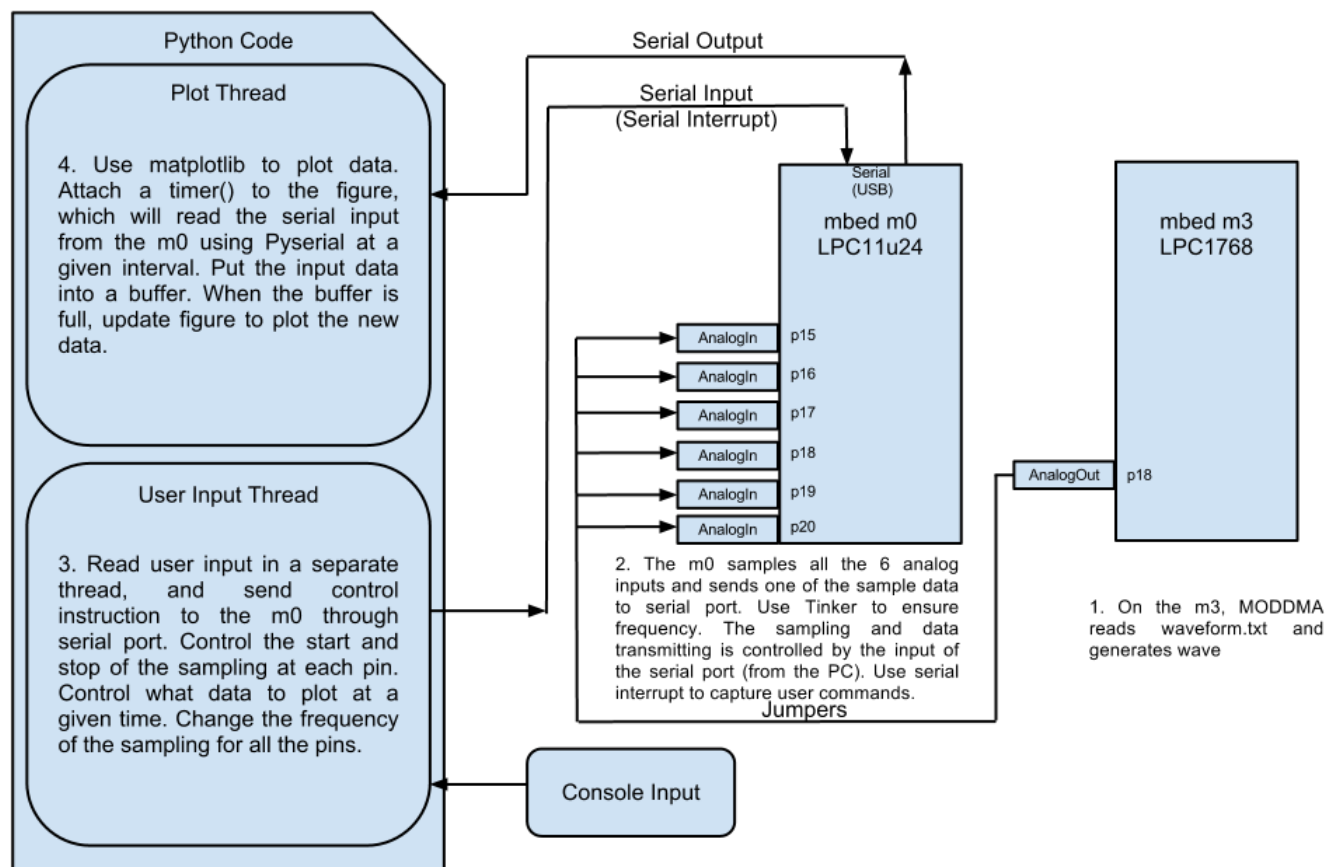 Python Code
Plot Thread
4. Use matplotlib to plot data.
Attach a timer() to the figure,
which will read the serial input
from the m0 using Pyserial at a
given interval. Put the input data
into a buffer. When the buffer is
full, update figure to plot the new
data.
User Input Thread
3. Read user input in a separate
thread, and send control
instruction to the m0 through
serial port. Control the start and
stop of the sampling at each pin.
Control what data to plot at a
given time. Change the frequency
of the sampling for all the pins.
Serial Output
Serial Input
(Serial Interrupt)
Serial
(USB)
mbed m0
LPC11u24
AnalogIn p15
AnalogIn p16
AnalogIn p17
AnalogIn p18
AnalogIn p19
AnalogIn p20
2. The m0 samples all the 6 analog
inputs and sends one of the sample data
to serial port. Use Tinker to ensure
frequency. The sampling and data
transmitting is controlled by the input of
the serial port (from the PC). Use serial
interrupt to capture user commands.
Jumpers
Console Input
mbed m3
LPC1768
AnalogOut p18
1. On the m3, MODDMA
reads waveform.txt and
generates wave